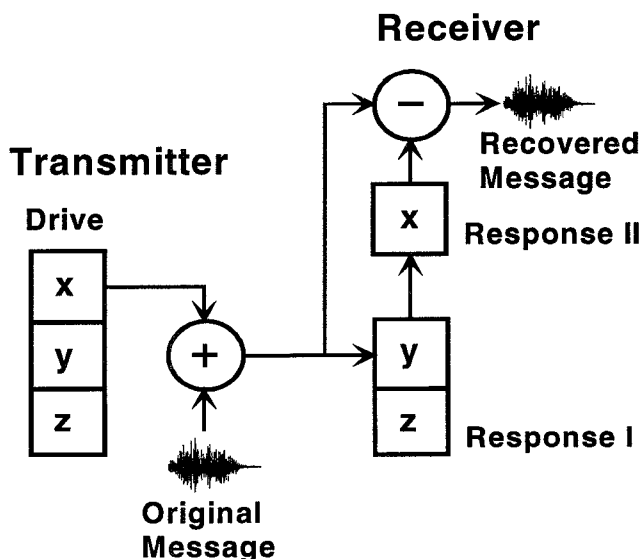 Receiver
−
Recovered
Message
Transmitter
Drive
x
Response II
x
y
+
y
z
z
Response I
Original
Message